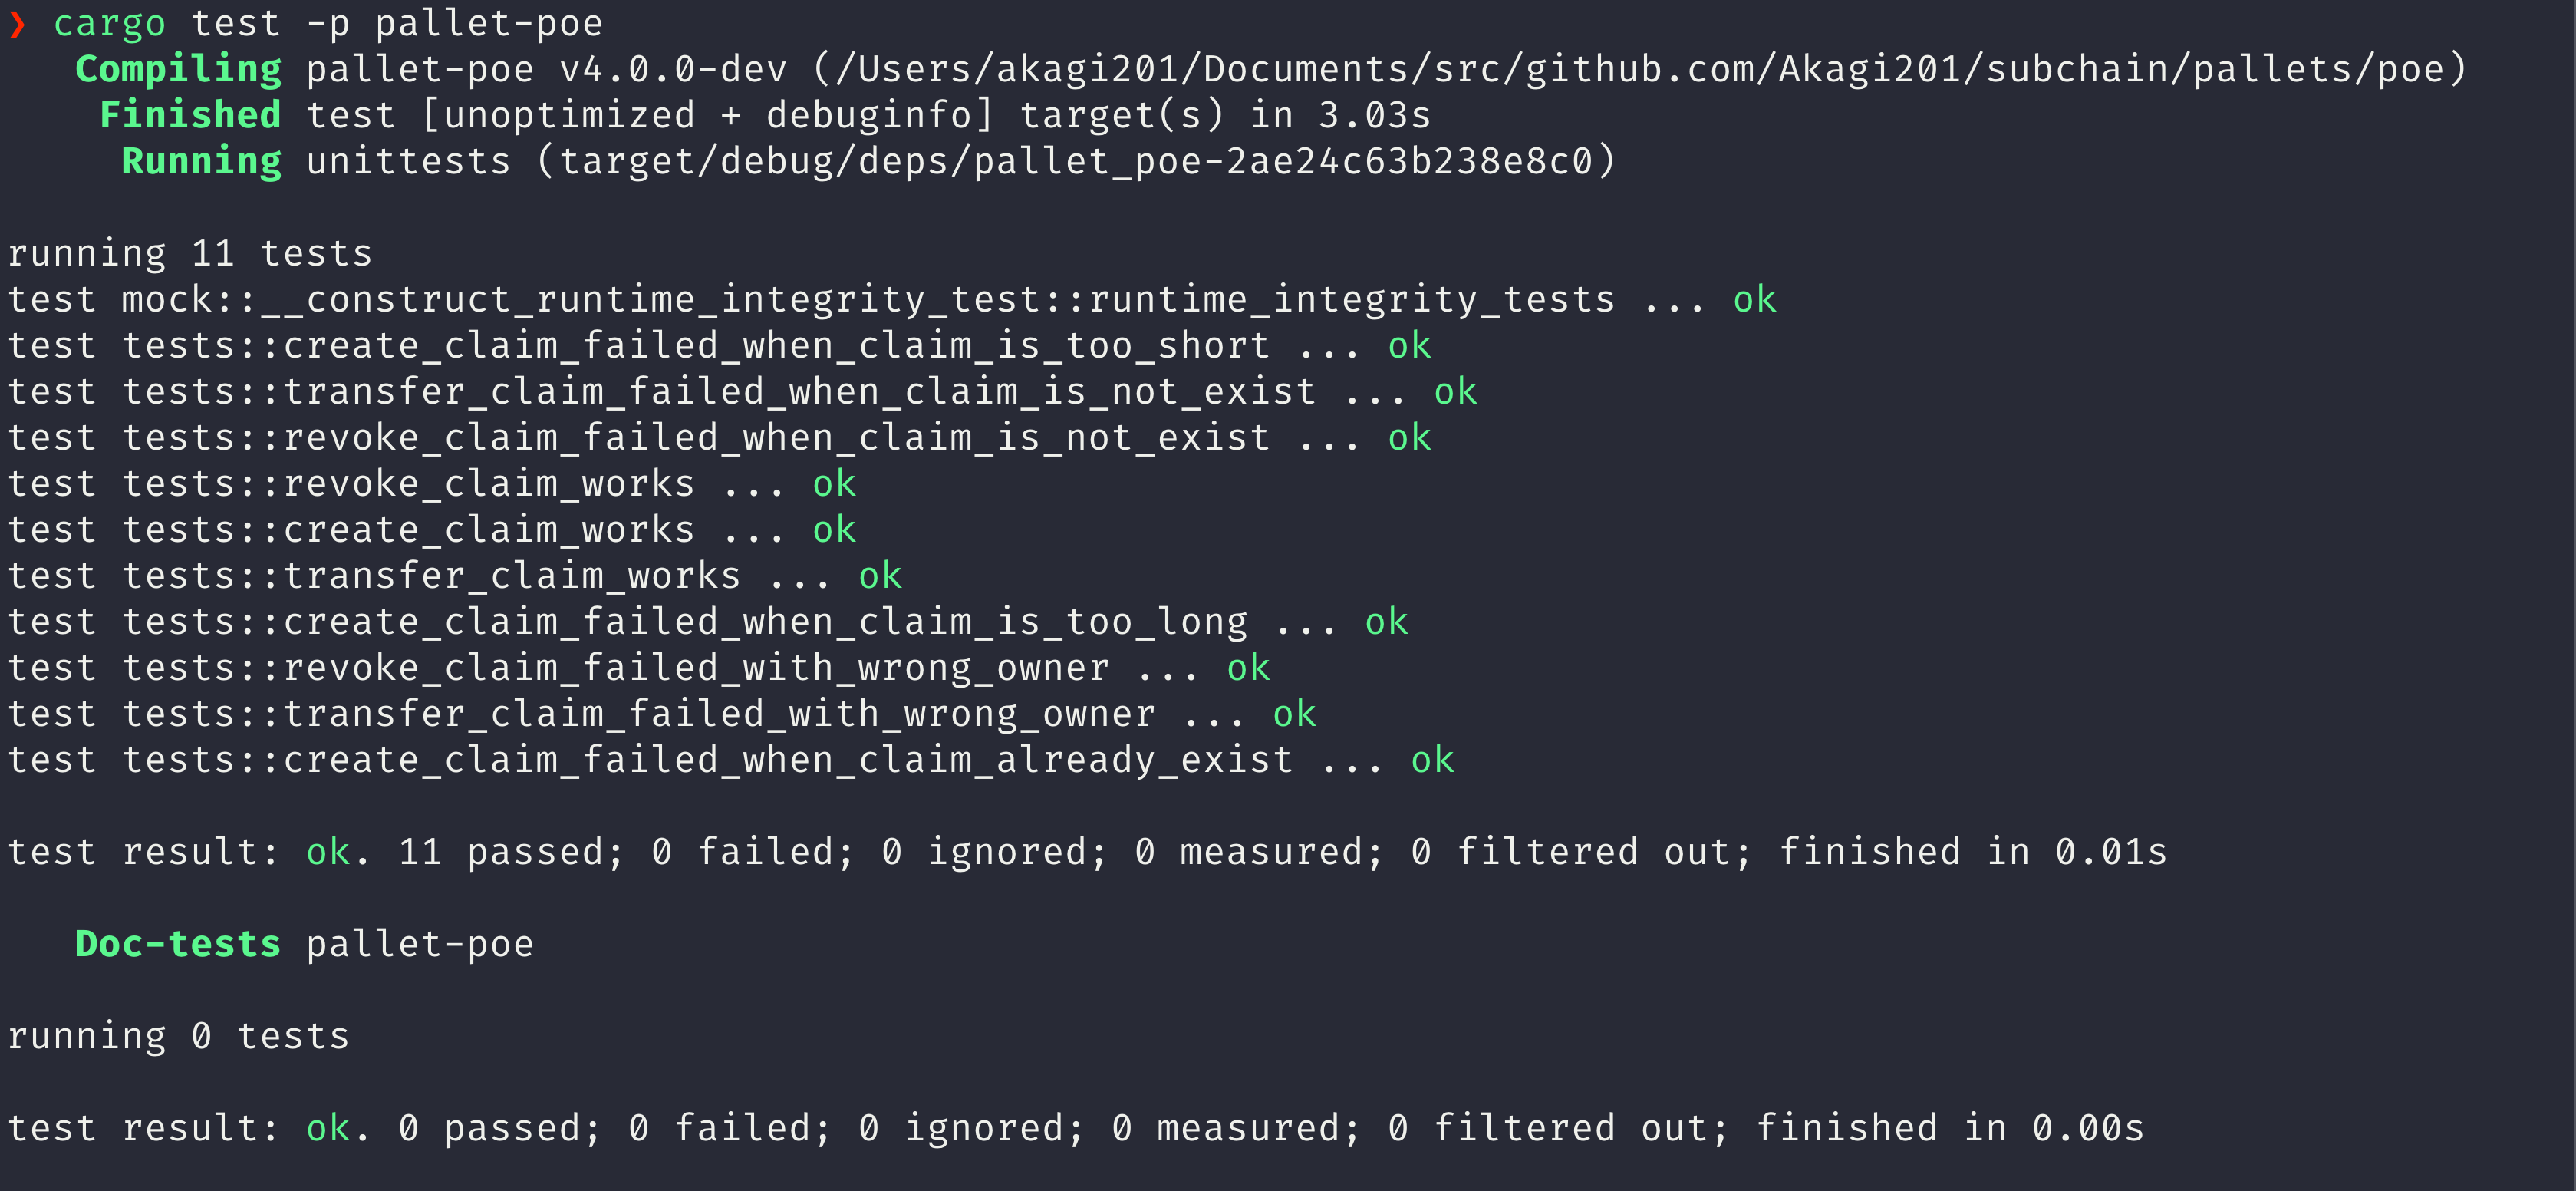 ❯ cargo test -p pallet-poe
   Compiling pallet-poe v4.0.0-dev (/Users/akagi201/Documents/src/github.com/Akagi201/subchain/pallets/poe)
    Finished test [unoptimized + debuginfo] target(s) in 3.03s
     Running unittests (target/debug/deps/pallet_poe-2ae24c63b238e8c0)

running 11 tests
test mock::__construct_runtime_integrity_test::runtime_integrity_tests ... ok
test tests::create_claim_failed_when_claim_is_too_short ... ok
test tests::transfer_claim_failed_when_claim_is_not_exist ... ok
test tests::revoke_claim_failed_when_claim_is_not_exist ... ok
test tests::revoke_claim_works ... ok
test tests::create_claim_works ... ok
test tests::transfer_claim_works ... ok
test tests::create_claim_failed_when_claim_is_too_long ... ok
test tests::revoke_claim_failed_with_wrong_owner ... ok
test tests::transfer_claim_failed_with_wrong_owner ... ok
test tests::create_claim_failed_when_claim_already_exist ... ok

test result: ok. 11 passed; 0 failed; 0 ignored; 0 measured; 0 filtered out; finished in 0.01s

   Doc-tests pallet-poe

running 0 tests

test result: ok. 0 passed; 0 failed; 0 ignored; 0 measured; 0 filtered out; finished in 0.00s